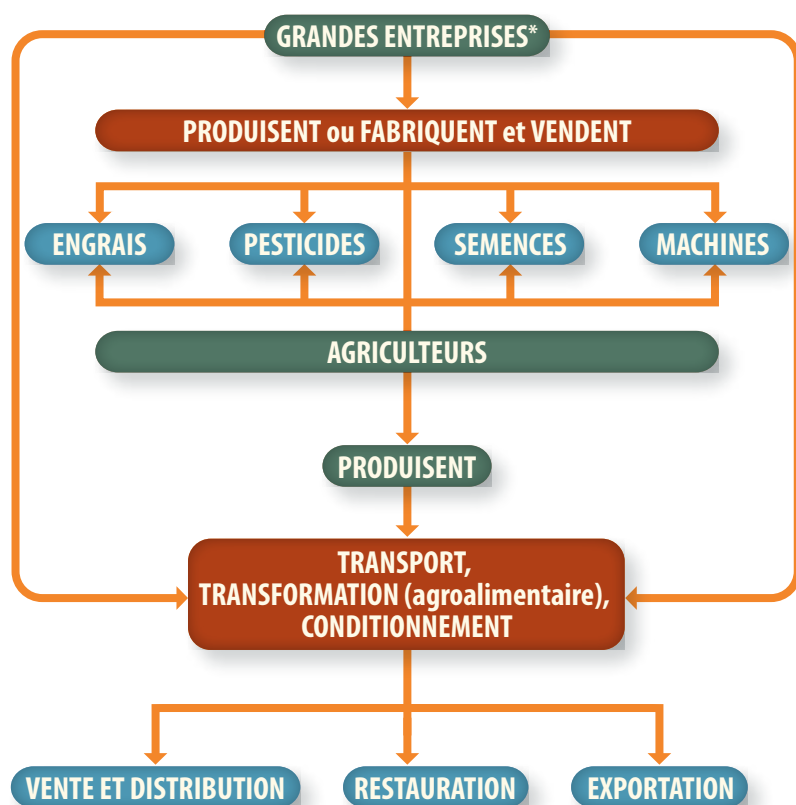 GRANDES ENTREPRISES*
PRODUISENT ou FABRIQUENT et VENDENT
ENGRAIS
PESTICIDES
SEMENCES
MACHINES
AGRICULTEURS
PRODUISENT
TRANSPORT,
TRANSFORMATION (agroalimentaire),
CONDITIONNEMENT
VENTE ET DISTRIBUTION
RESTAURATION
EXPORTATION